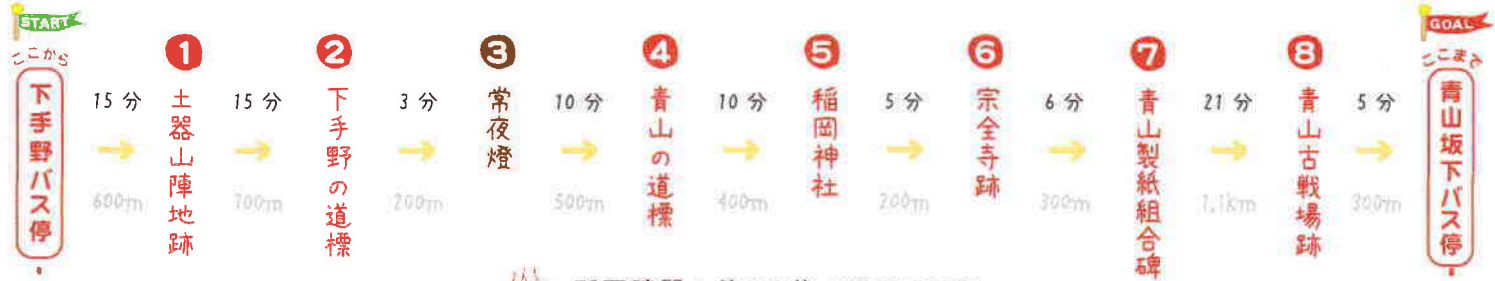 START
ここから
下手野バス停
15分
600m
1
土器山陣地跡
15分
700m
2
下手野の道標
3分
200m
3
常夜燈
10分
500m
4
青山の道標
10分
400m
5
稲岡神社
5分
200m
6
宗全寺跡
6分
300m
7
青山製紙組合碑
21分
1.1km
8
青山古戦場跡
5分
300m
GOAL
ここまで
青山坂下バス停